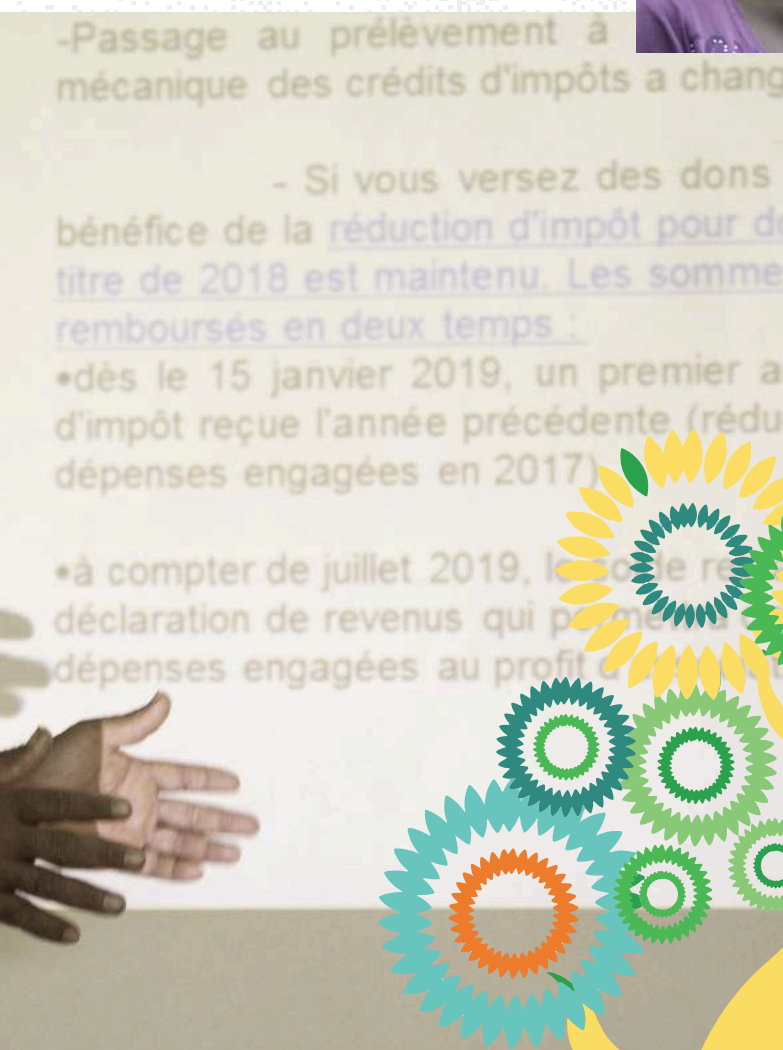 -Passage au prélèvement à
mécanique des crédits d'impôts a chang
- Si vous versez des dons
bénéfice de la réduction d'impôt pour
titre de 2018 est maintenu. Les somme
remboursés en deux temps :
•dès le 15 janvier 2019, un premier
d'impôt reçue l'année précédente (rédu
dépenses engagées en 2017)
•à compter de juillet 2019,
déclaration de revenus qui
dépenses engagées au profit